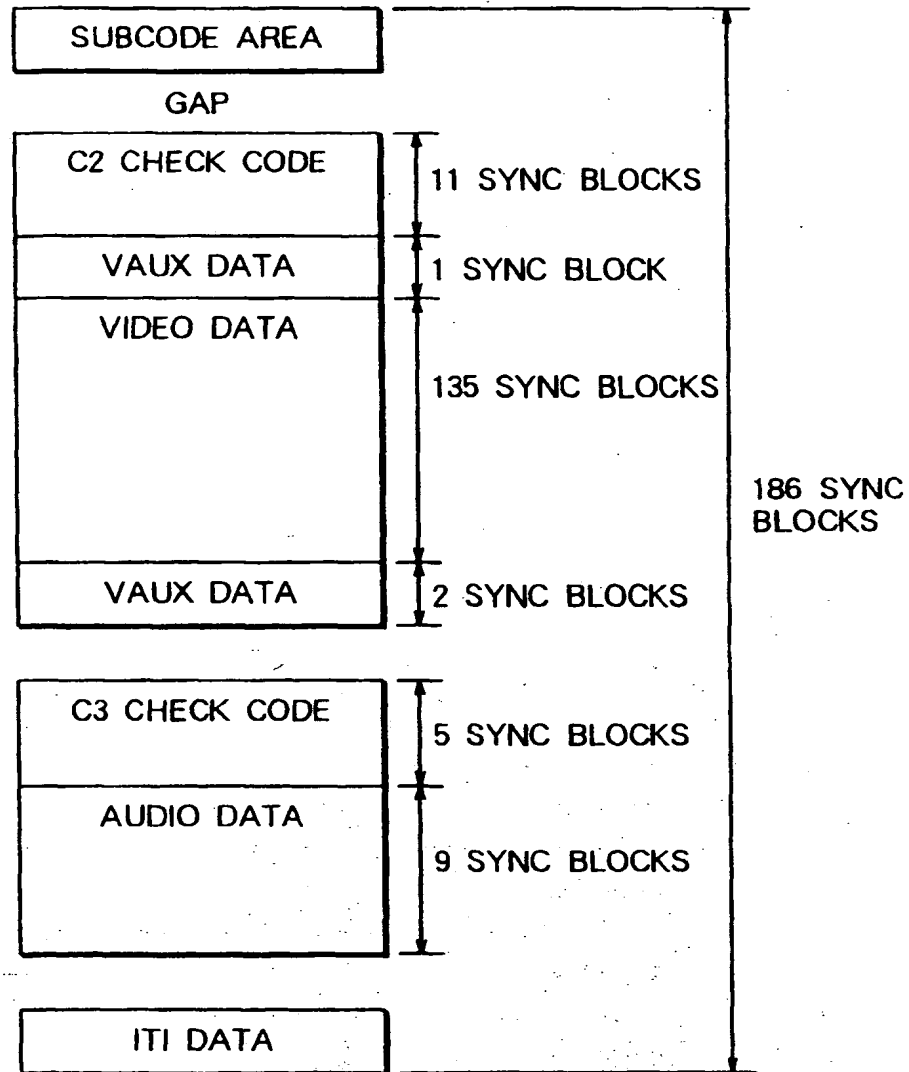 SUBCODE AREA
GAP
C2 CHECK CODE
11 SYNC BLOCKS
VAUX DATA
1 SYNC BLOCK
VIDEO DATA
135 SYNC BLOCKS
186 SYNC
BLOCKS
VAUX DATA
2 SYNC BLOCKS
C3 CHECK CODE
5 SYNC BLOCKS
AUDIO DATA
9 SYNC BLOCKS
ITI DATA